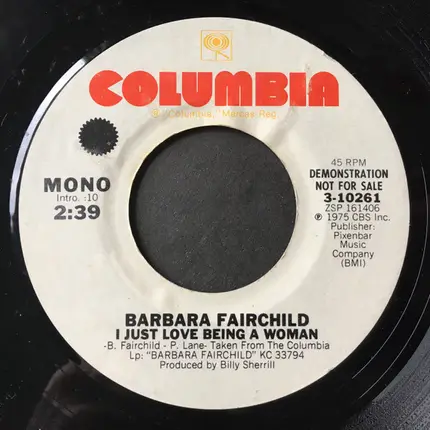 COLUMBIA
® "Columbia", Marcas Reg.
45 RPM
DEMONSTRATION
NOT FOR SALE
3-10261
ZSP 161406
℗ 1975 CBS Inc.
Publisher:
Pixenbar
Music
Company
(BMI)
MONO
Intro. :10
2:39
BARBARA FAIRCHILD
I JUST LOVE BEING A WOMAN
-B. Fairchild - P. Lane- Taken From The Columbia
Lp: "BARBARA FAIRCHILD" KC 33794
Produced by Billy Sherrill